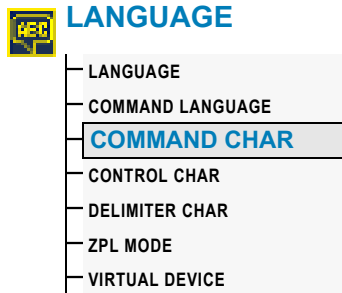 ABC
LANGUAGE
LANGUAGE
COMMAND LANGUAGE
COMMAND CHAR
CONTROL CHAR
DELIMITER CHAR
ZPL MODE
VIRTUAL DEVICE